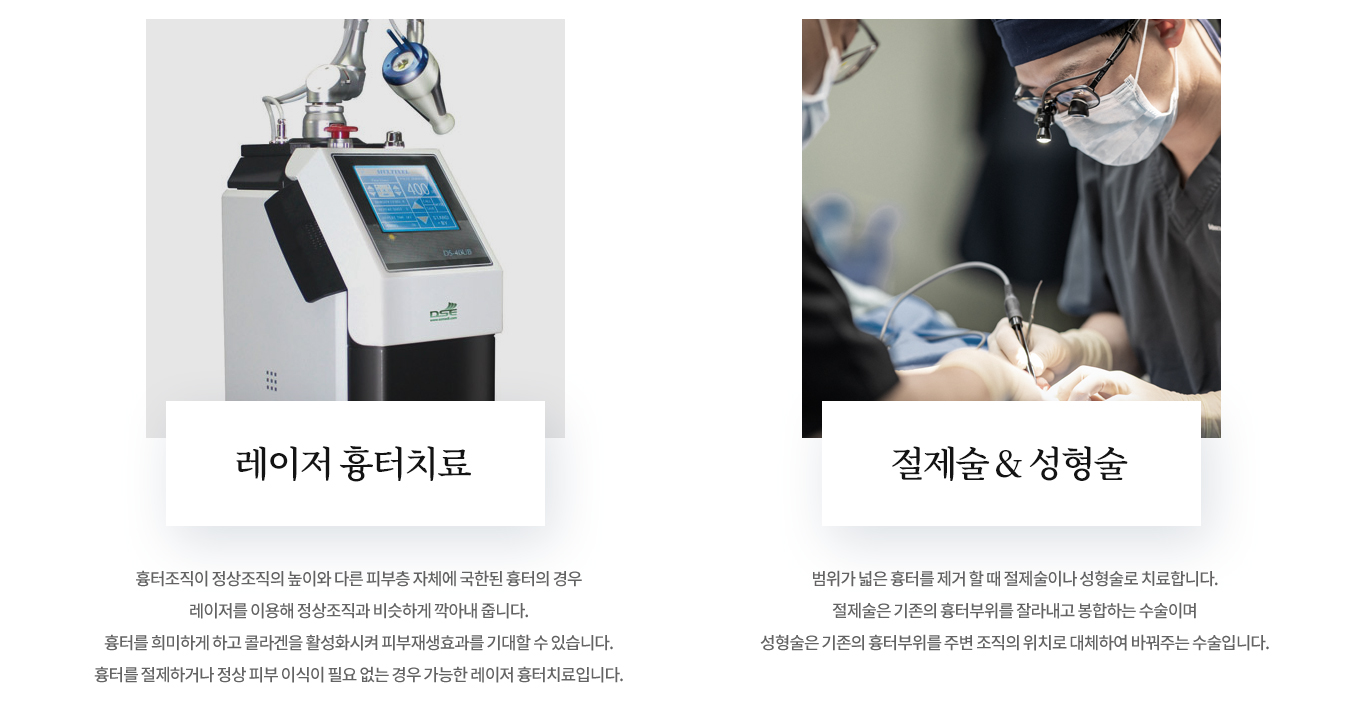 400
DS-40UB
DSE
레이저 흉터치료
흉터조직이 정상조직의 높이와 다른 피부층 자체에 국한된 흉터의 경우
레이저를 이용해 정상조직과 비슷하게 깍아내 줍니다.
흉터를 희미하게 하고 콜라겐을 활성화시켜 피부재생효과를 기대할 수 있습니다.
흉터를 절제하거나 정상 피부 이식이 필요 없는 경우 가능한 레이저 흉터치료입니다.
절제술 & 성형술
범위가 넓은 흉터를 제거 할 때 절제술이나 성형술로 치료합니다.
절제술은 기존의 흉터부위를 잘라내고 봉합하는 수술이며
성형술은 기존의 흉터부위를 주변 조직의 위치로 대체하여 바꿔주는 수술입니다.